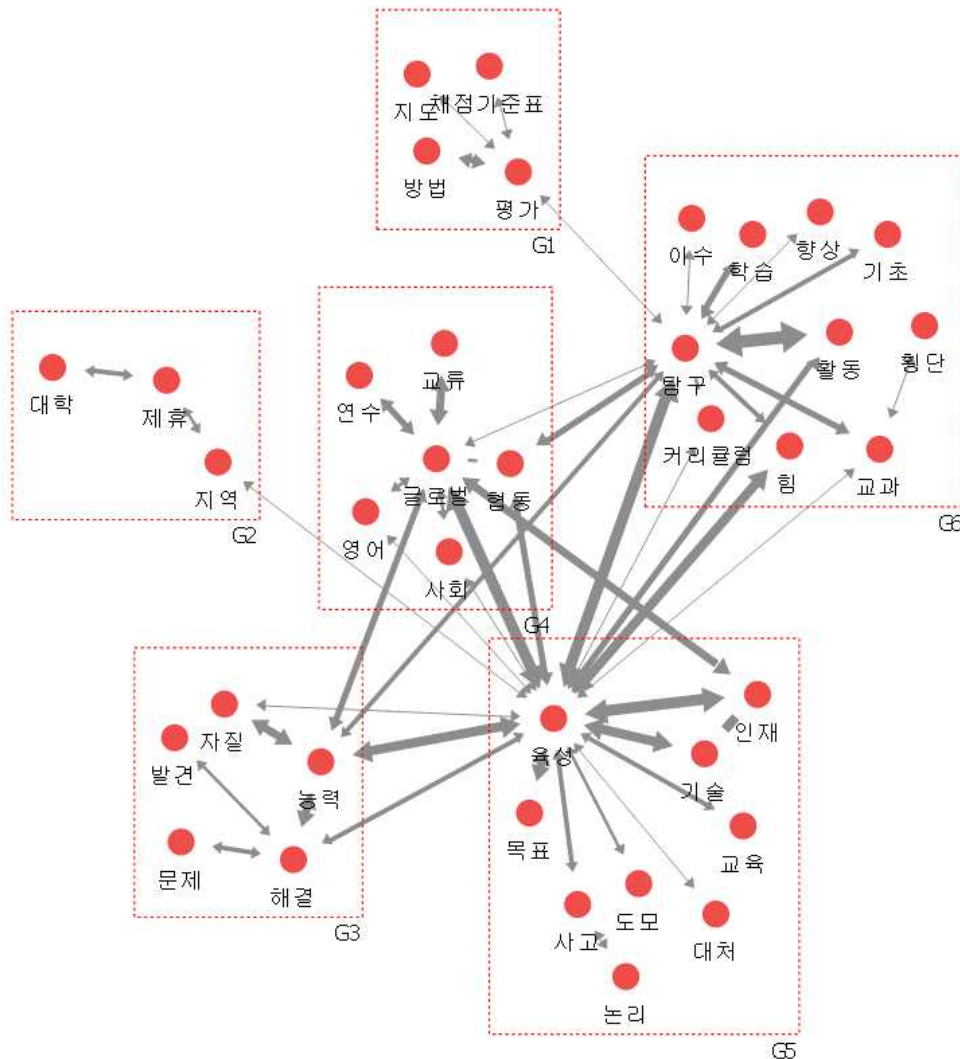 지도
채점기준표
방법
평가
G1
이수
학습
향상
기초
탐구
활동
횡단
커리큘럼
힘
교과
G6
대학
제휴
지역
G2
교류
연수
글로벌
협동
영어
사회
G4
자질
발견
능력
문제
해결
G3
육성
인재
기술
목표
교육
사고
도모
대처
논리
G5